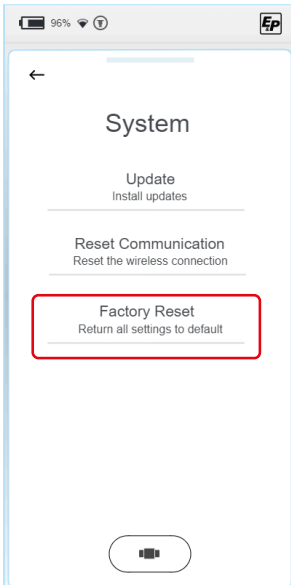 96%
EP
System
Update
Install updates
Reset Communication
Reset the wireless connection
Factory Reset
Return all settings to default